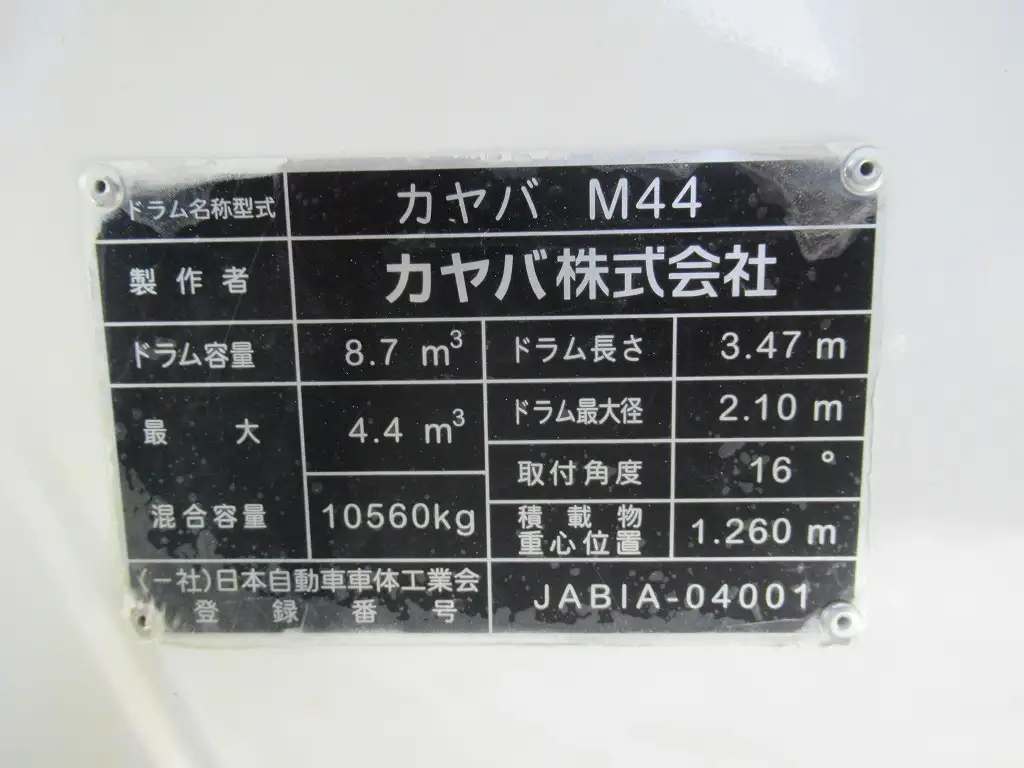 ドラム名称型式 カヤバ M44
製作者 カヤバ株式会社
ドラム容量 8.7 m³ ドラム長さ 3.47 m
最大 4.4 m³ ドラム最大径 2.10 m
取付角度 16°
混合容量 10560kg 積載物重心位置 1.260 m
(一社)日本自動車車体工業会
登録番号 JABIA-04001